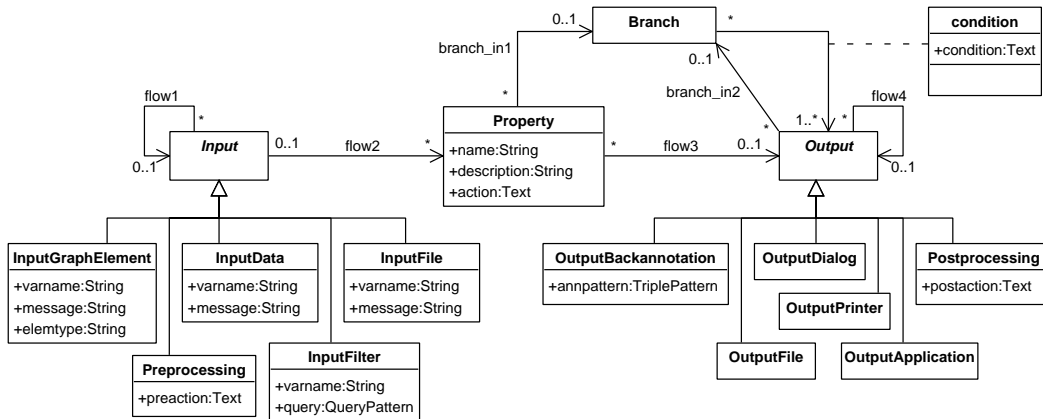 Branch
condition
+condition:Text
0..1
*
branch_in1
0..1
branch_in2
flow1
*
Input
0..1
0..1
flow2
*
*
Property
+name:String
+description:String
+action:Text
*
flow3
0..1
*
1..*
*
flow4
Output
0..1
InputGraphElement
+varname:String
+message:String
+elemtype:String
InputData
+varname:String
+message:String
InputFile
+varname:String
+message:String
Preprocessing
+preaction:Text
InputFilter
+varname:String
+query:QueryPattern
OutputBackannotation
+annpattern:TriplePattern
OutputDialog
Postprocessing
+postaction:Text
OutputPrinter
OutputFile
OutputApplication